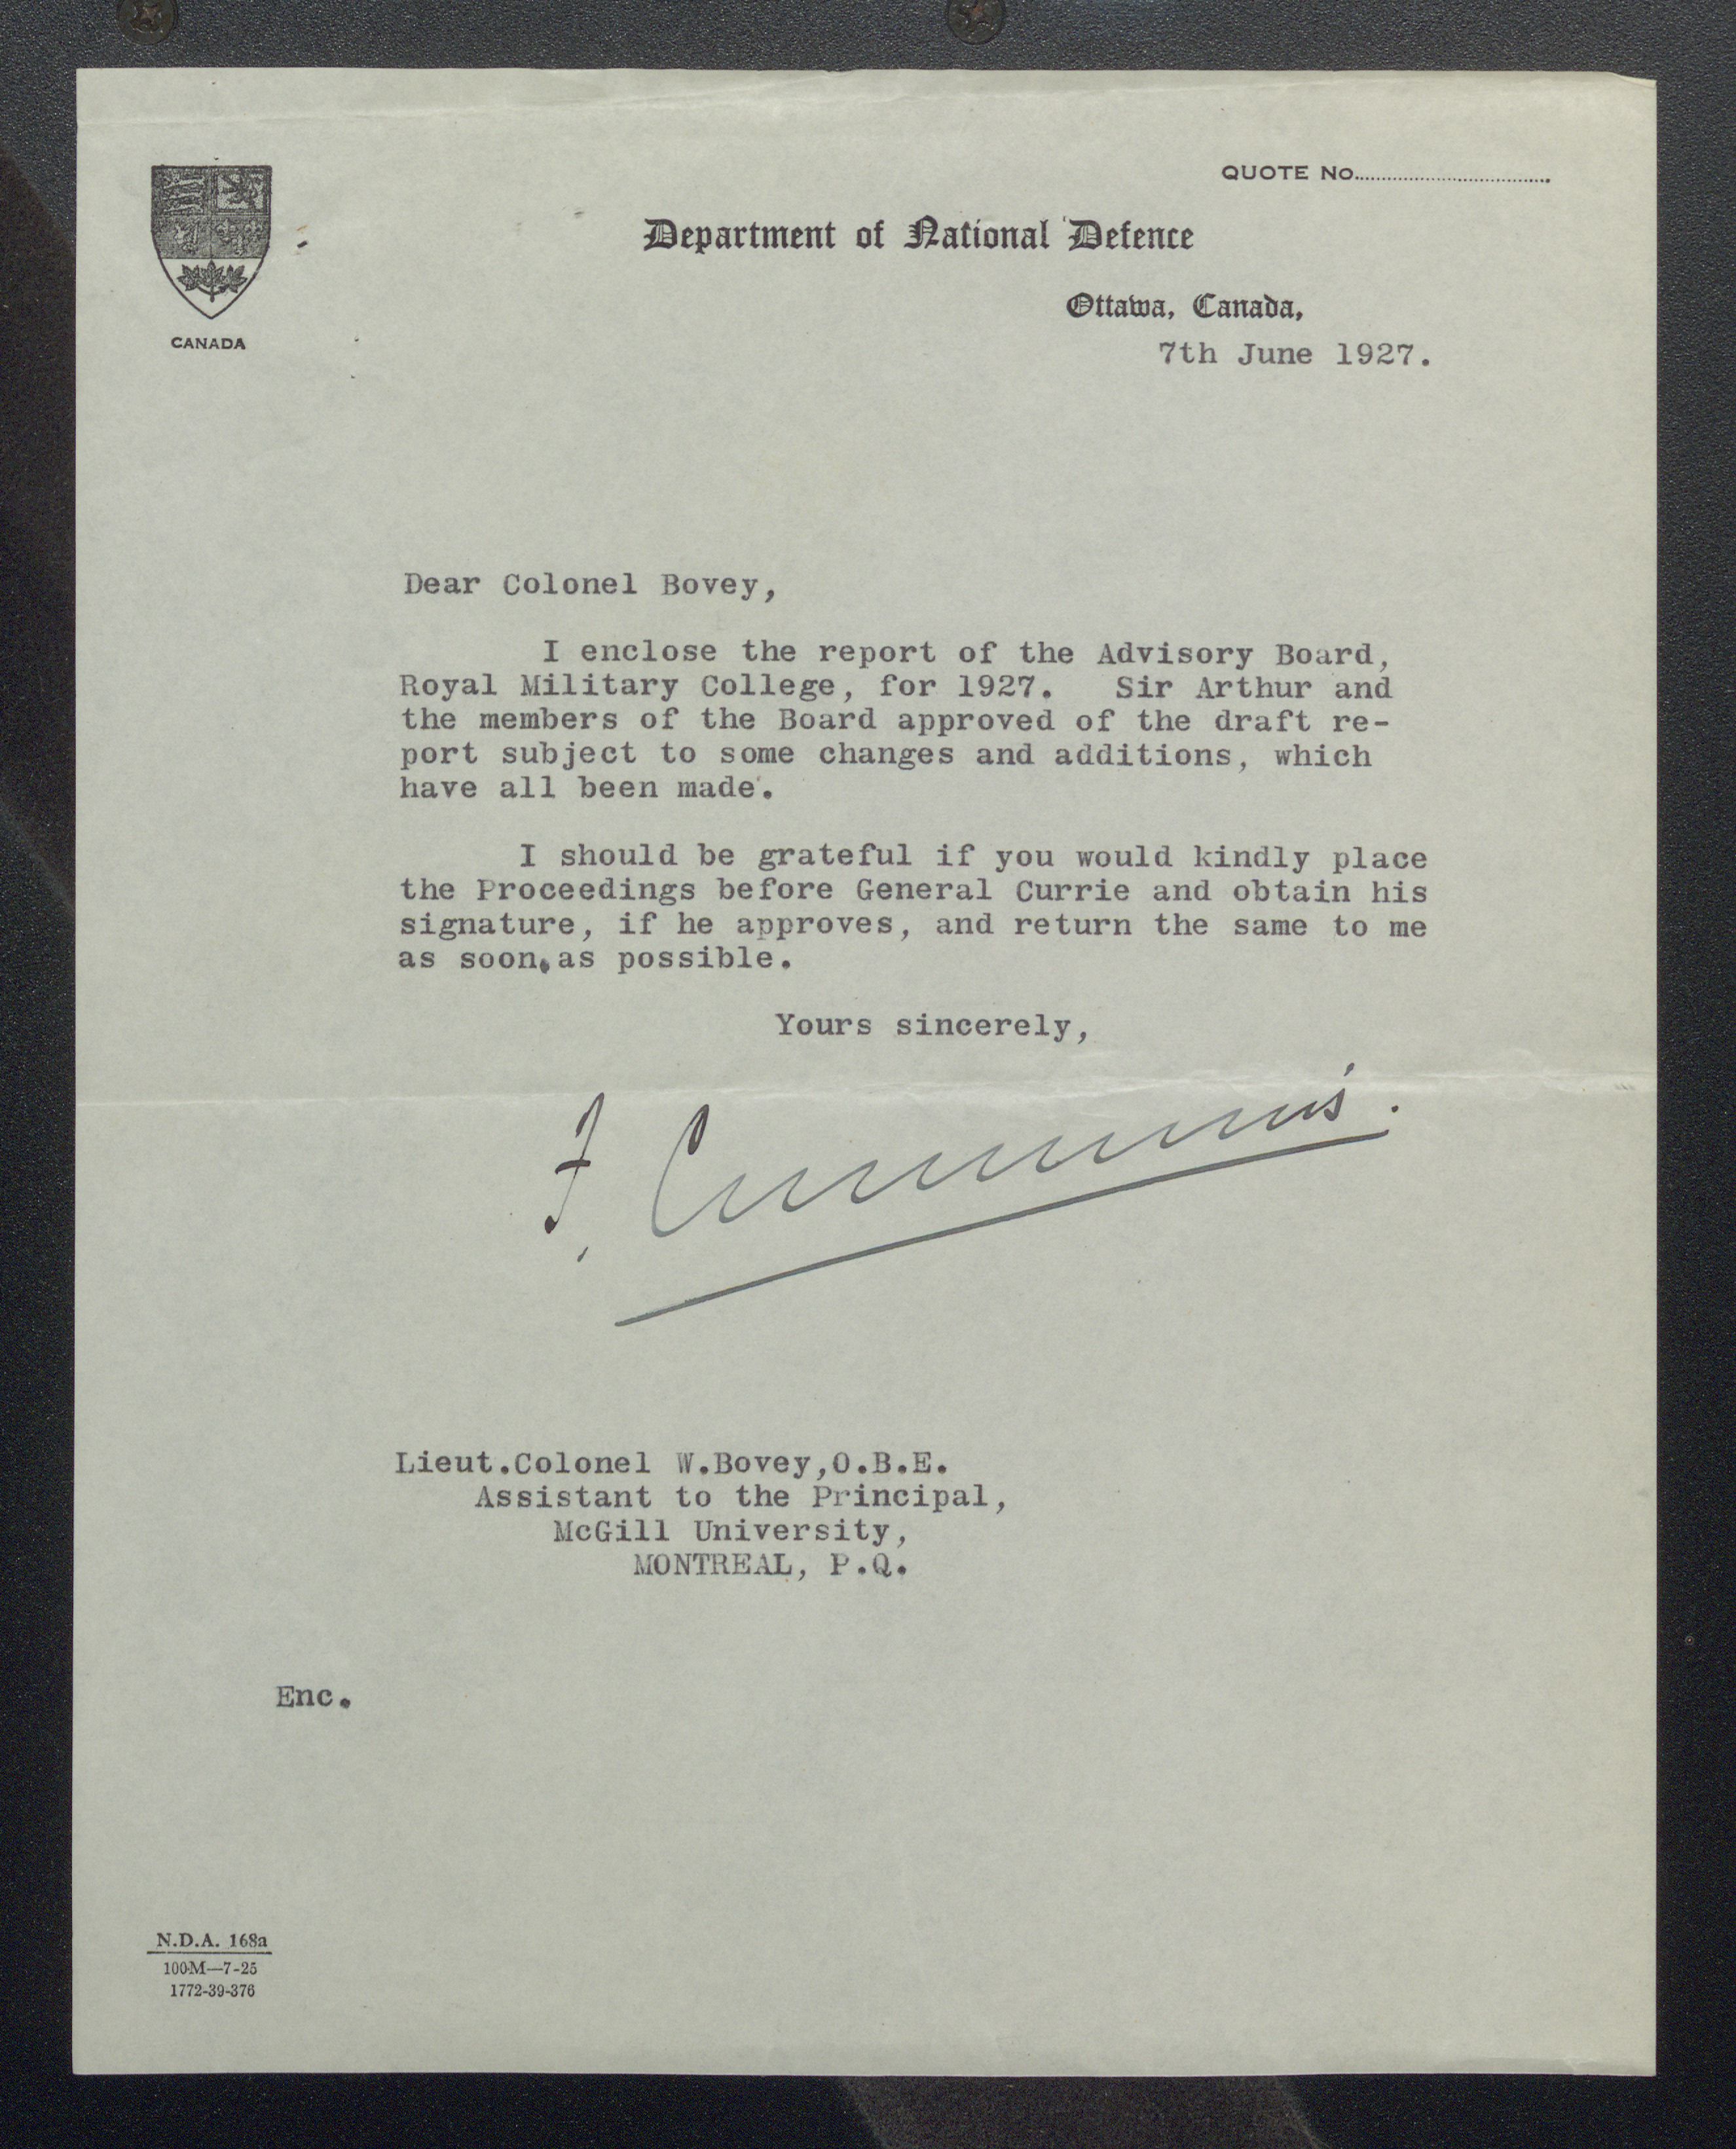 QUOTE No.
Department of National Defence
Ottawa, Canada,
CANADA
7th June 1927.
Dear Colonel Bovey,
I enclose the report of the Advisory Board,
Royal Military College, for 1927. Sir Arthur and
the members of the Board approved of the draft re-
port subject to some changes and additions, which
have all been made.
I should be grateful if you would kindly place
the Proceedings before General Currie and obtain his
signature, if he approves, and return the same to me
as soon as possible.
Yours sincerely,
F. Cummins.
Lieut.Colonel W.Bovey,O.B.E.
Assistant to the Principal,
McGill University,
MONTREAL, P.Q.
Enc.
N.D.A. 168a
100M—7-25
1772-39-376